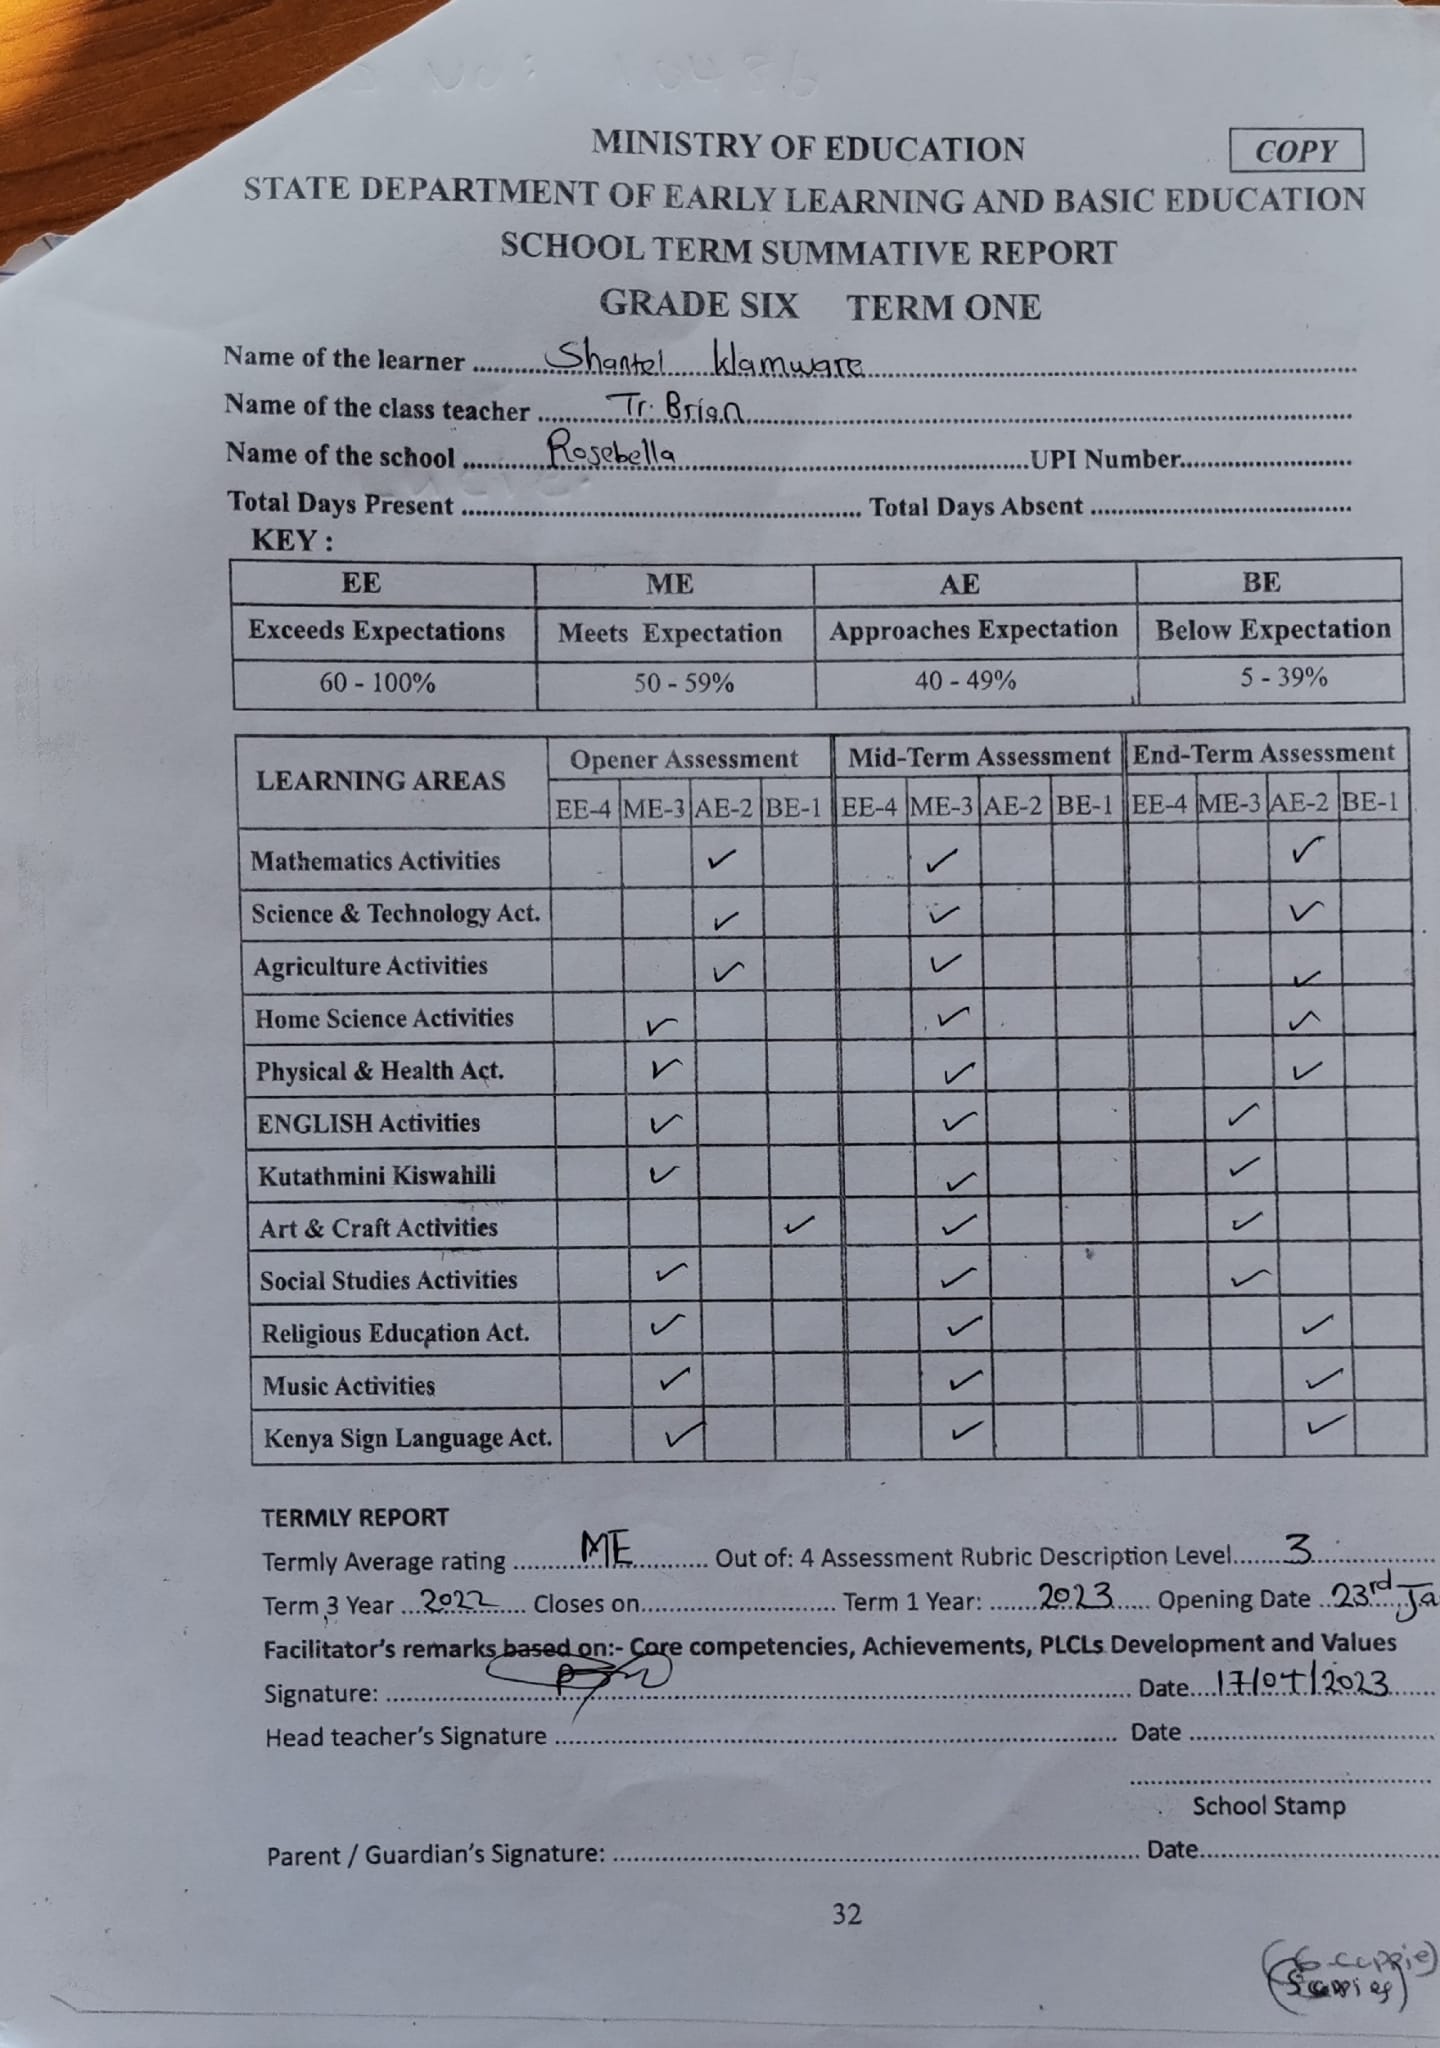 MINISTRY OF EDUCATION
COPY
STATE DEPARTMENT OF EARLY LEARNING AND BASIC EDUCATION
SCHOOL TERM SUMMATIVE REPORT
GRADE SIX TERM ONE
Name of the learner Shantel Wamware
Name of the class teacher Tr. Brian
Name of the school Rosebella UPI Number
Total Days Present Total Days Absent
KEY :
EE ME AE BE
Exceeds Expectations Meets Expectation Approaches Expectation Below Expectation
60 - 100% 50 - 59% 40 - 49% 5 - 39%
LEARNING AREAS Opener Assessment Mid-Term Assessment End-Term Assessment
EE-4 ME-3 AE-2 BE-1 EE-4 ME-3 AE-2 BE-1 EE-4 ME-3 AE-2 BE-1
Mathematics Activities ✓ ✓ ✓
Science & Technology Act. ✓ ✓ ✓
Agriculture Activities ✓ ✓ ✓
Home Science Activities ✓ ✓ ✓
Physical & Health Act. ✓ ✓ ✓
ENGLISH Activities ✓ ✓ ✓
Kutathmini Kiswahili ✓ ✓ ✓
Art & Craft Activities ✓ ✓ ✓
Social Studies Activities ✓ ✓ ✓
Religious Education Act. ✓ ✓ ✓
Music Activities ✓ ✓ ✓
Kenya Sign Language Act. ✓ ✓ ✓
TERMLY REPORT
Termly Average rating ME Out of: 4 Assessment Rubric Description Level 3
Term 3 Year 2022 Closes on Term 1 Year: 2023 Opening Date 23rd Ja
Facilitator's remarks based on:- Core competencies, Achievements, PLCLs Development and Values
Signature: Date 17/04/2023
Head teacher's Signature Date
School Stamp
Parent / Guardian's Signature: Date
32